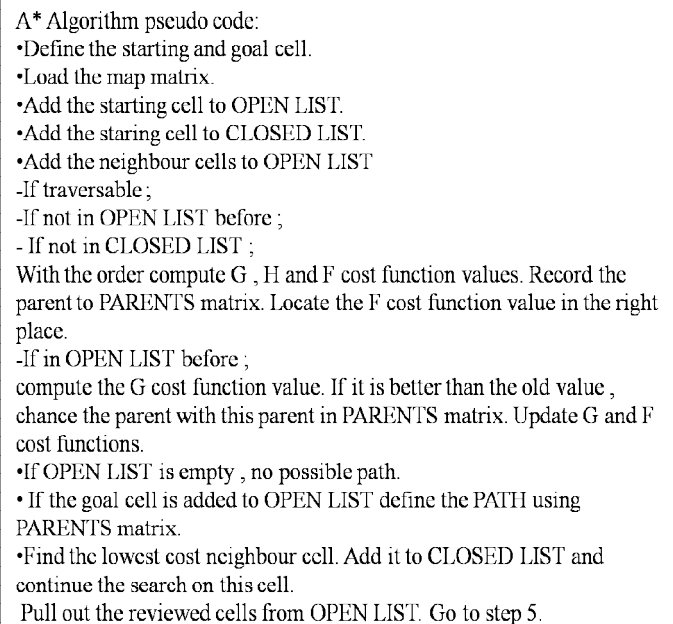 A* Algorithm pseudo code:
•Define the starting and goal cell.
•Load the map matrix.
•Add the starting cell to OPEN LIST.
•Add the staring cell to CLOSED LIST.
•Add the neighbour cells to OPEN LIST
-If traversable ;
-If not in OPEN LIST before ;
- If not in CLOSED LIST ;
With the order compute G , H and F cost function values. Record the
parent to PARENTS matrix. Locate the F cost function value in the right
place.
-If in OPEN LIST before ;
compute the G cost function value. If it is better than the old value ,
chance the parent with this parent in PARENTS matrix. Update G and F
cost functions.
•If OPEN LIST is empty , no possible path.
• If the goal cell is added to OPEN LIST define the PATH using
PARENTS matrix.
•Find the lowest cost neighbour cell. Add it to CLOSED LIST and
continue the search on this cell.
Pull out the reviewed cells from OPEN LIST. Go to step 5.